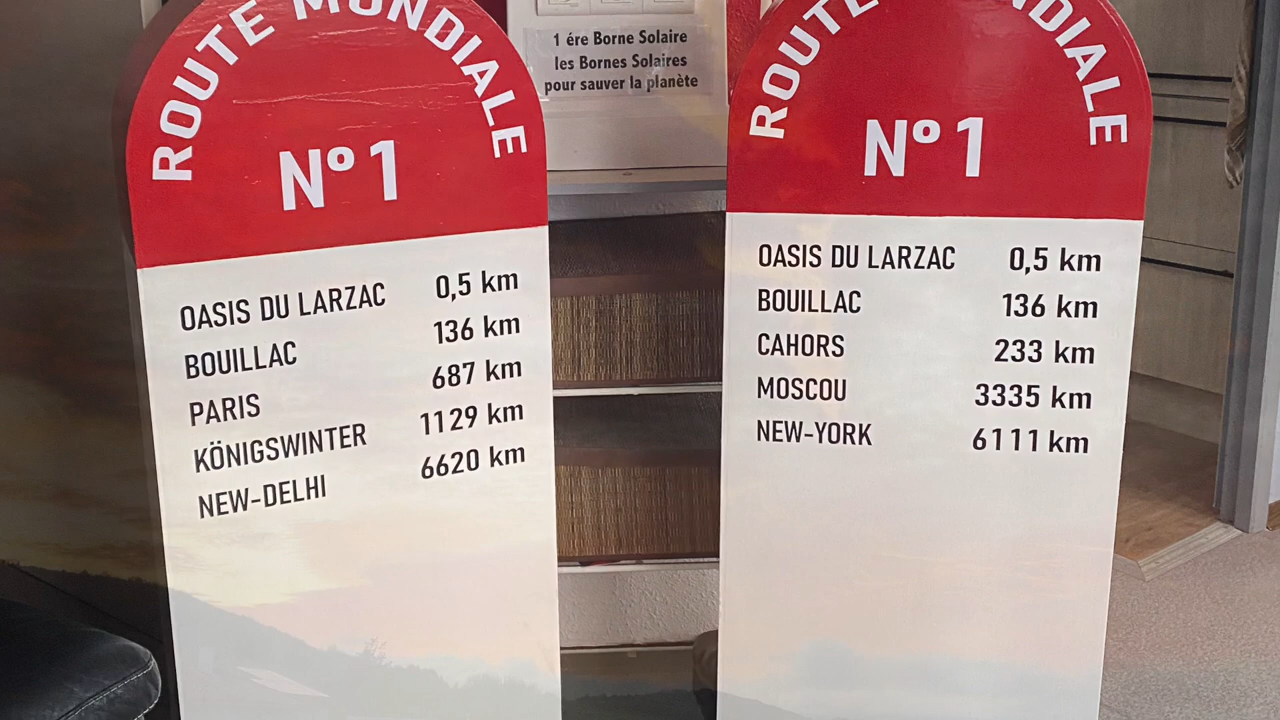 ROUTE MONDIALE
N° 1
OASIS DU LARZAC 0,5 km
BOUILLAC 136 km
PARIS 687 km
KÖNIGSWINTER 1129 km
NEW-DELHI 6620 km
1 ére Borne Solaire
les Bornes Solaires
pour sauver la planète
ROUTE MONDIALE
N° 1
OASIS DU LARZAC 0,5 km
BOUILLAC 136 km
CAHORS 233 km
MOSCOU 3335 km
NEW-YORK 6111 km